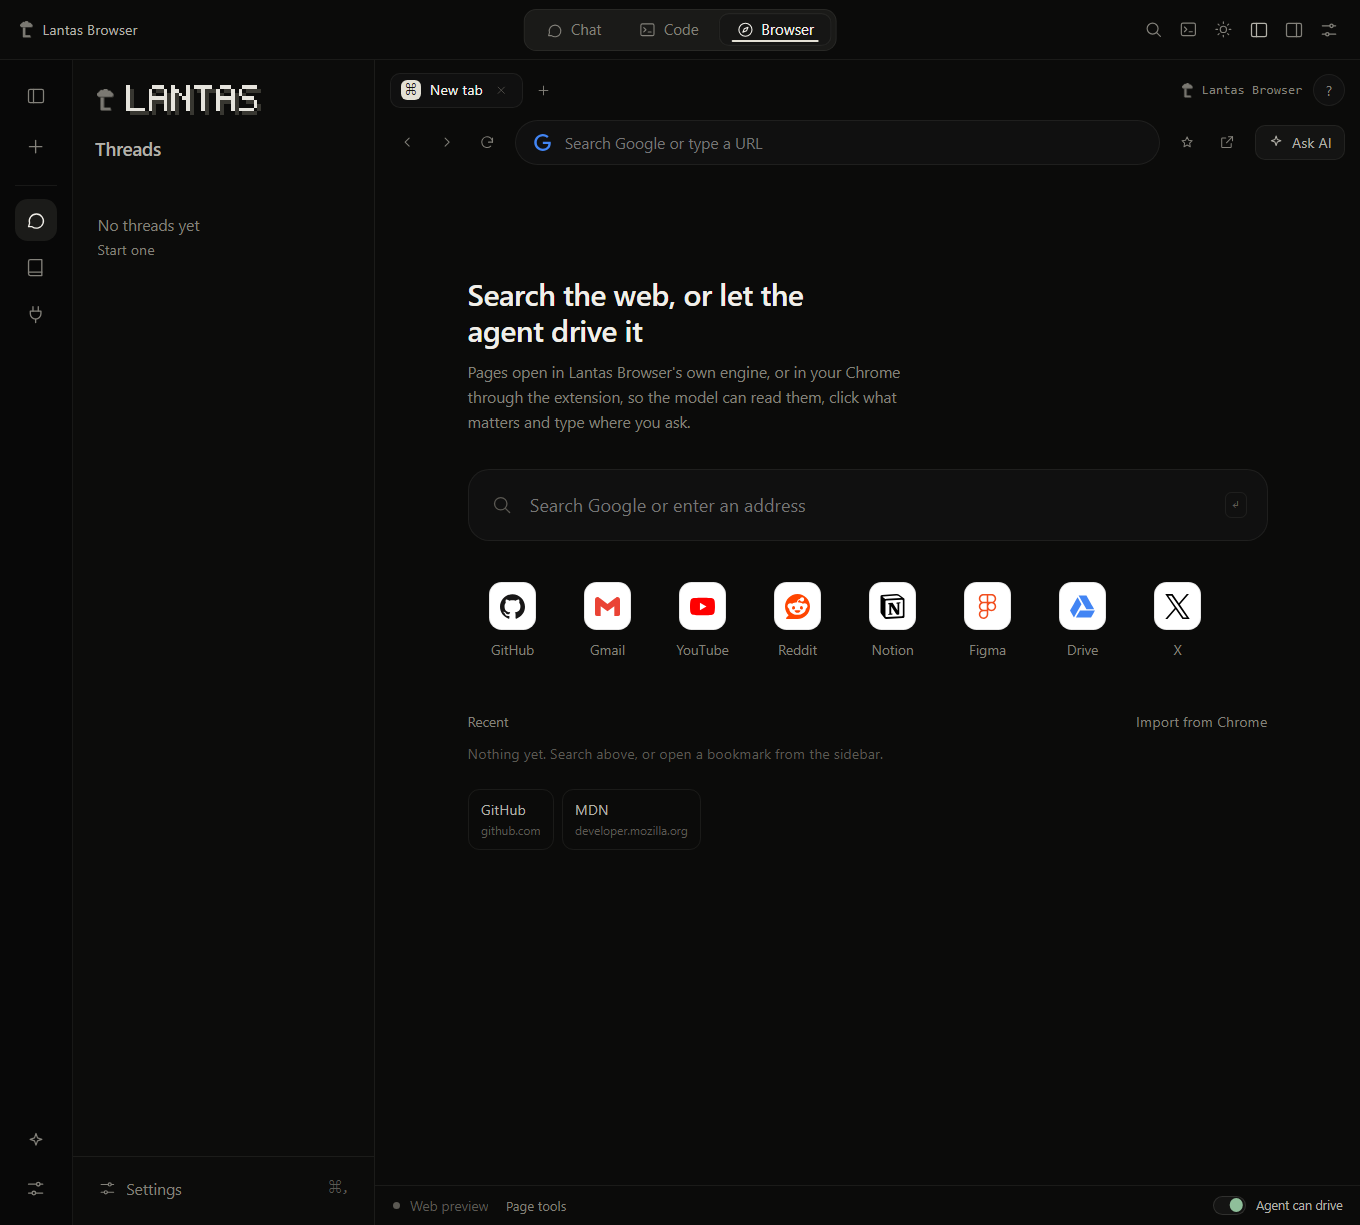 Lantas Browser
Chat
Code
Browser
LANTAS
New tab
Lantas Browser
?
Threads
Search Google or type a URL
Ask AI
No threads yet
Start one
Search the web, or let the
agent drive it
Pages open in Lantas Browser's own engine, or in your Chrome
through the extension, so the model can read them, click what
matters and type where you ask.
Search Google or enter an address
GitHub
Gmail
YouTube
Reddit
Notion
Figma
Drive
X
Recent
Import from Chrome
Nothing yet. Search above, or open a bookmark from the sidebar.
GitHub
github.com
MDN
developer.mozilla.org
Settings
⌘,
Web preview
Page tools
Agent can drive